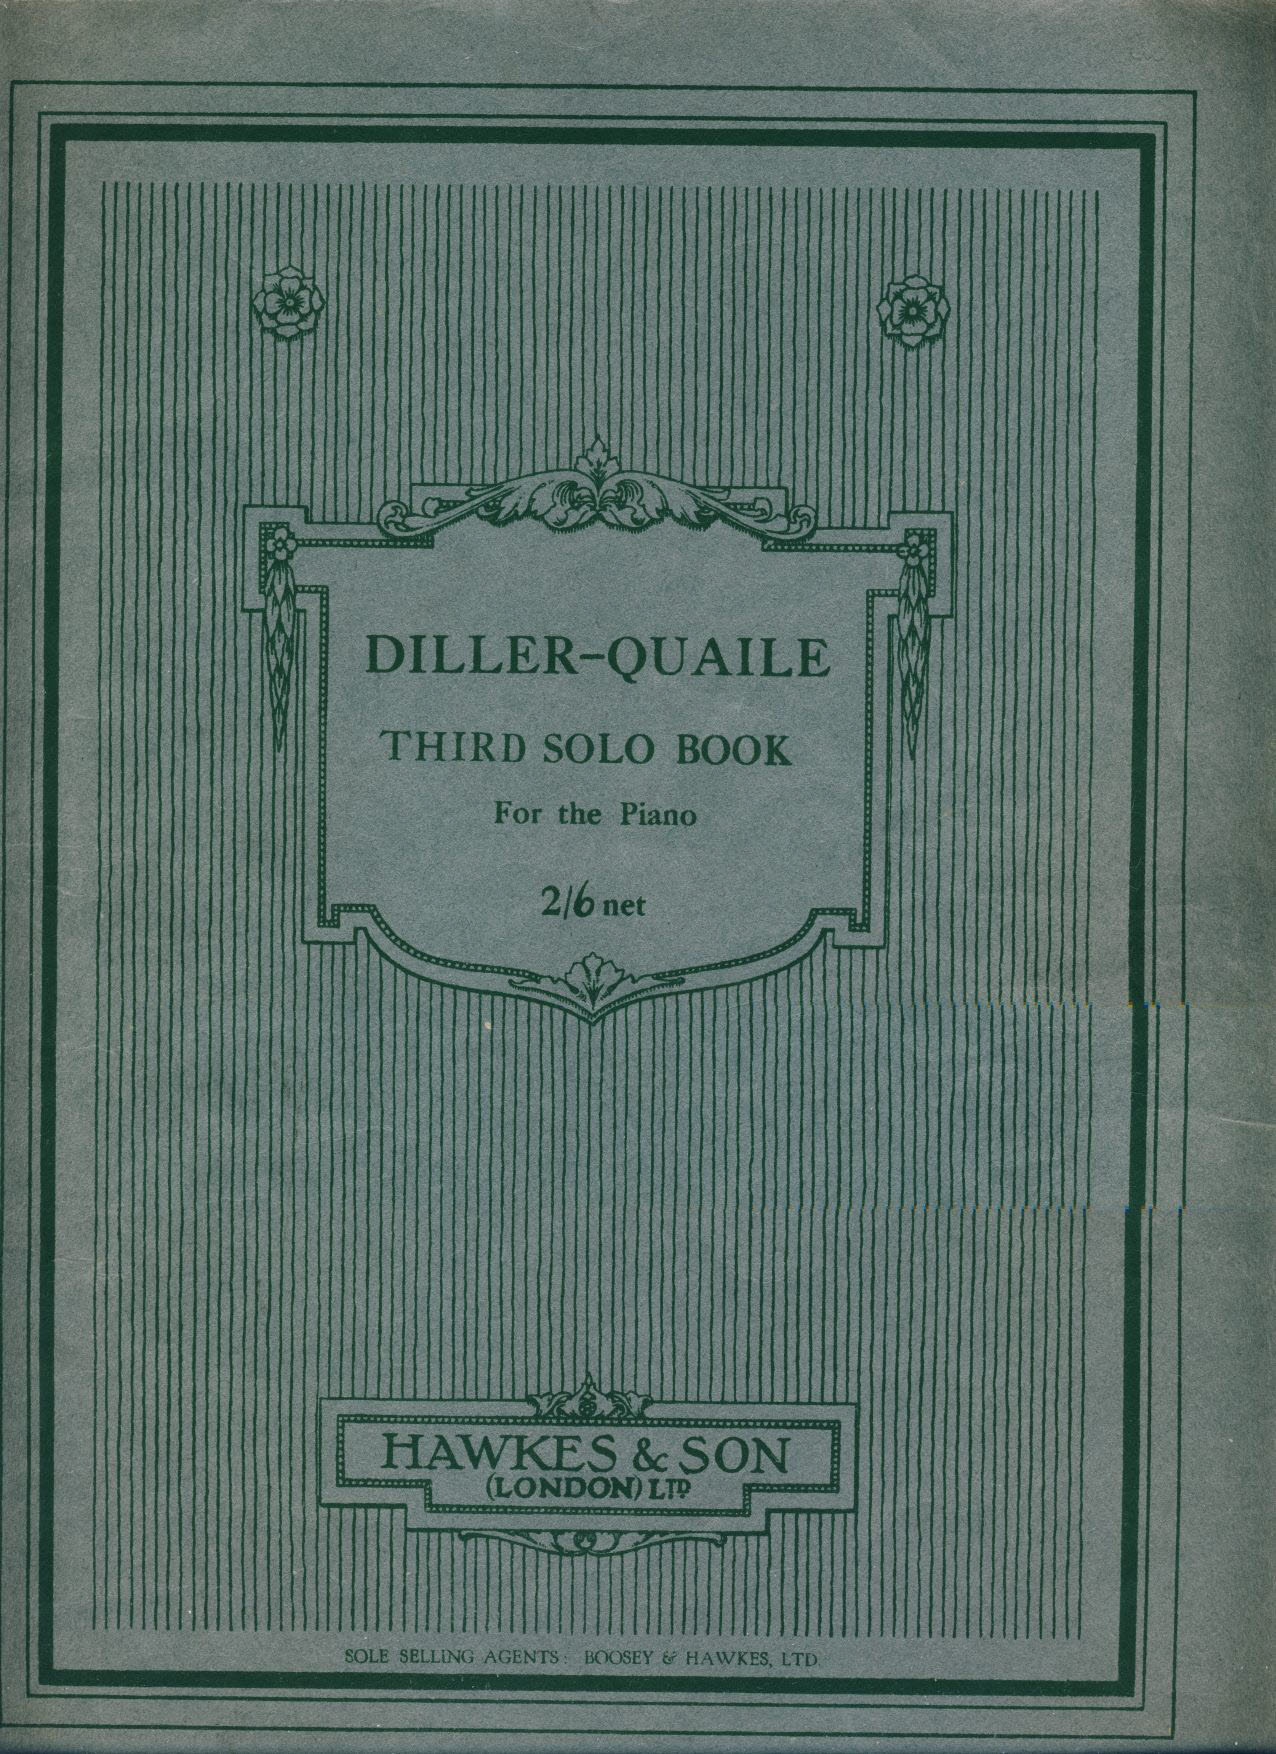 DILLER-QUAILE
THIRD SOLO BOOK
For the Piano
2/6 net
HAWKES & SON
(LONDON) LTD.
SOLE SELLING AGENTS: BOOSEY & HAWKES, LTD.